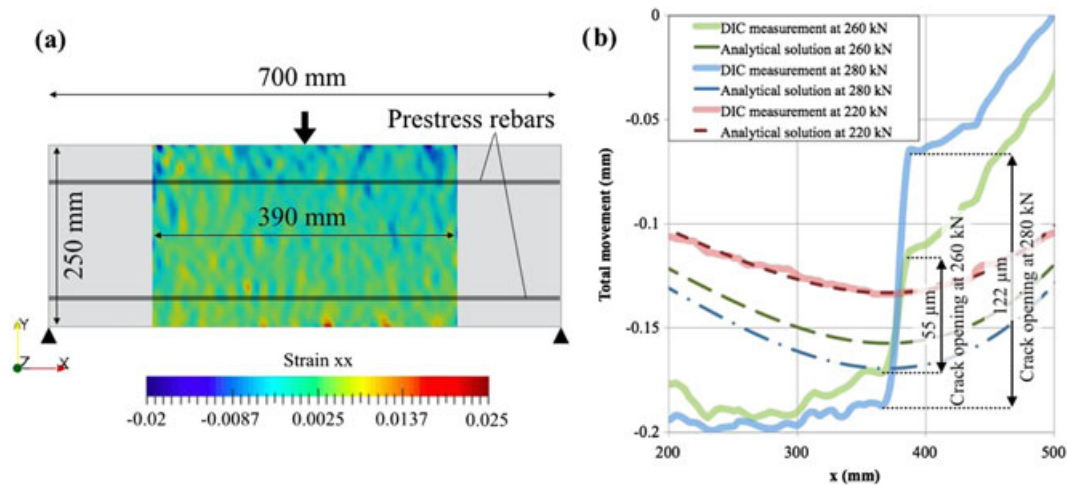 (a)
700 mm
Prestress rebars
250 mm
390 mm
Y
Z
X
Strain xx
-0.02 -0.0087 0.0025 0.0137 0.025
(b)
0
-0.05
-0.1
-0.15
-0.2
Total movement (mm)
DIC measurement at 260 kN
Analytical solution at 260 kN
DIC measurement at 280 kN
Analytical solution at 280 kN
DIC measurement at 220 kN
Analytical solution at 220 kN
55 µm
Crack opening at 260 kN
122 µm
Crack opening at 280 kN
200 300 400 500
x (mm)